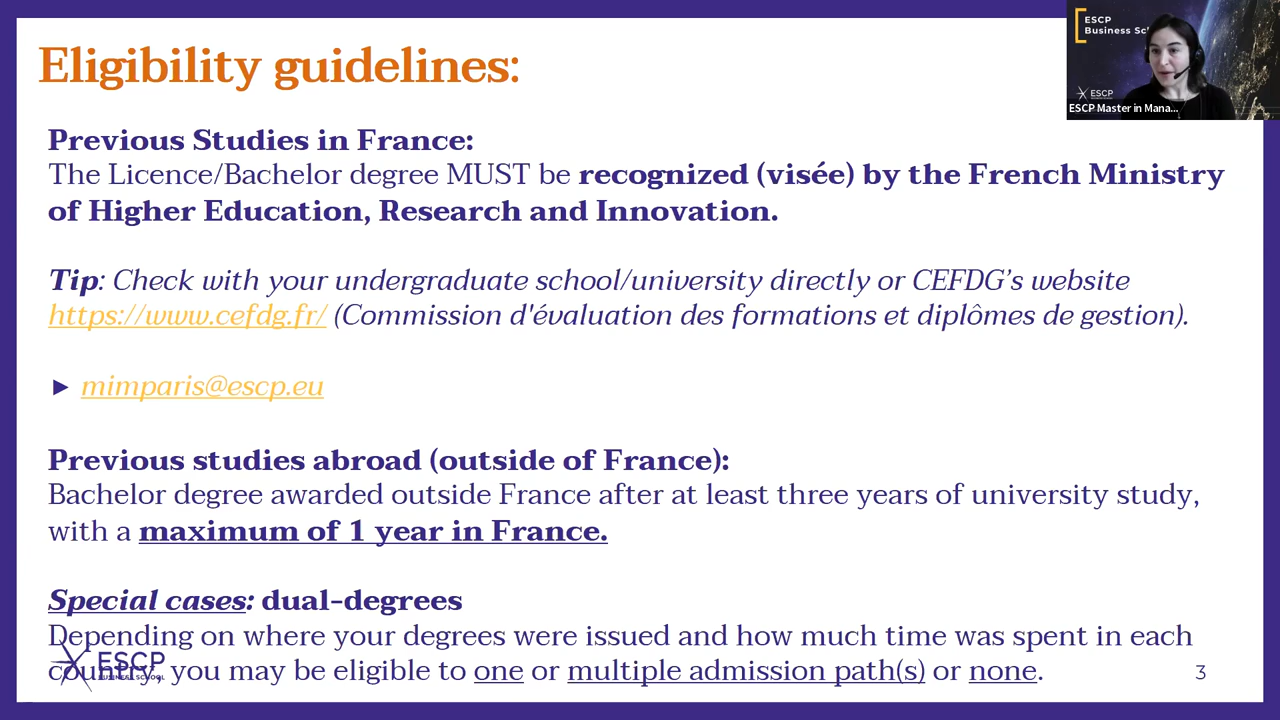 Eligibility guidelines:
ESCP
Business Sc
ESCP
ESCP Master in Mana...
Previous Studies in France:
The Licence/Bachelor degree MUST be recognized (visée) by the French Ministry
of Higher Education, Research and Innovation.
Tip: Check with your undergraduate school/university directly or CEFDG’s website
https://www.cefdg.fr/ (Commission d'évaluation des formations et diplômes de gestion).
► mimparis@escp.eu
Previous studies abroad (outside of France):
Bachelor degree awarded outside France after at least three years of university study,
with a maximum of 1 year in France.
Special cases: dual-degrees
Depending on where your degrees were issued and how much time was spent in each
country, you may be eligible to one or multiple admission path(s) or none.
ESCP
BUSINESS SCHOOL
3